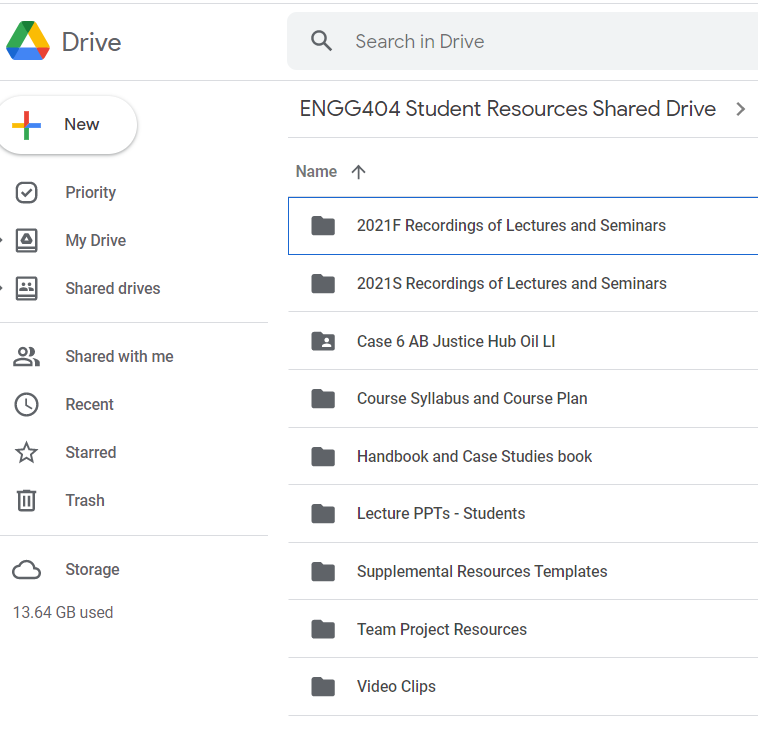 Drive
Search in Drive
New
Priority
My Drive
Shared drives
Shared with me
Recent
Starred
Trash
Storage
13.64 GB used
ENGG404 Student Resources Shared Drive
Name
2021F Recordings of Lectures and Seminars
2021S Recordings of Lectures and Seminars
Case 6 AB Justice Hub Oil LI
Course Syllabus and Course Plan
Handbook and Case Studies book
Lecture PPTs - Students
Supplemental Resources Templates
Team Project Resources
Video Clips